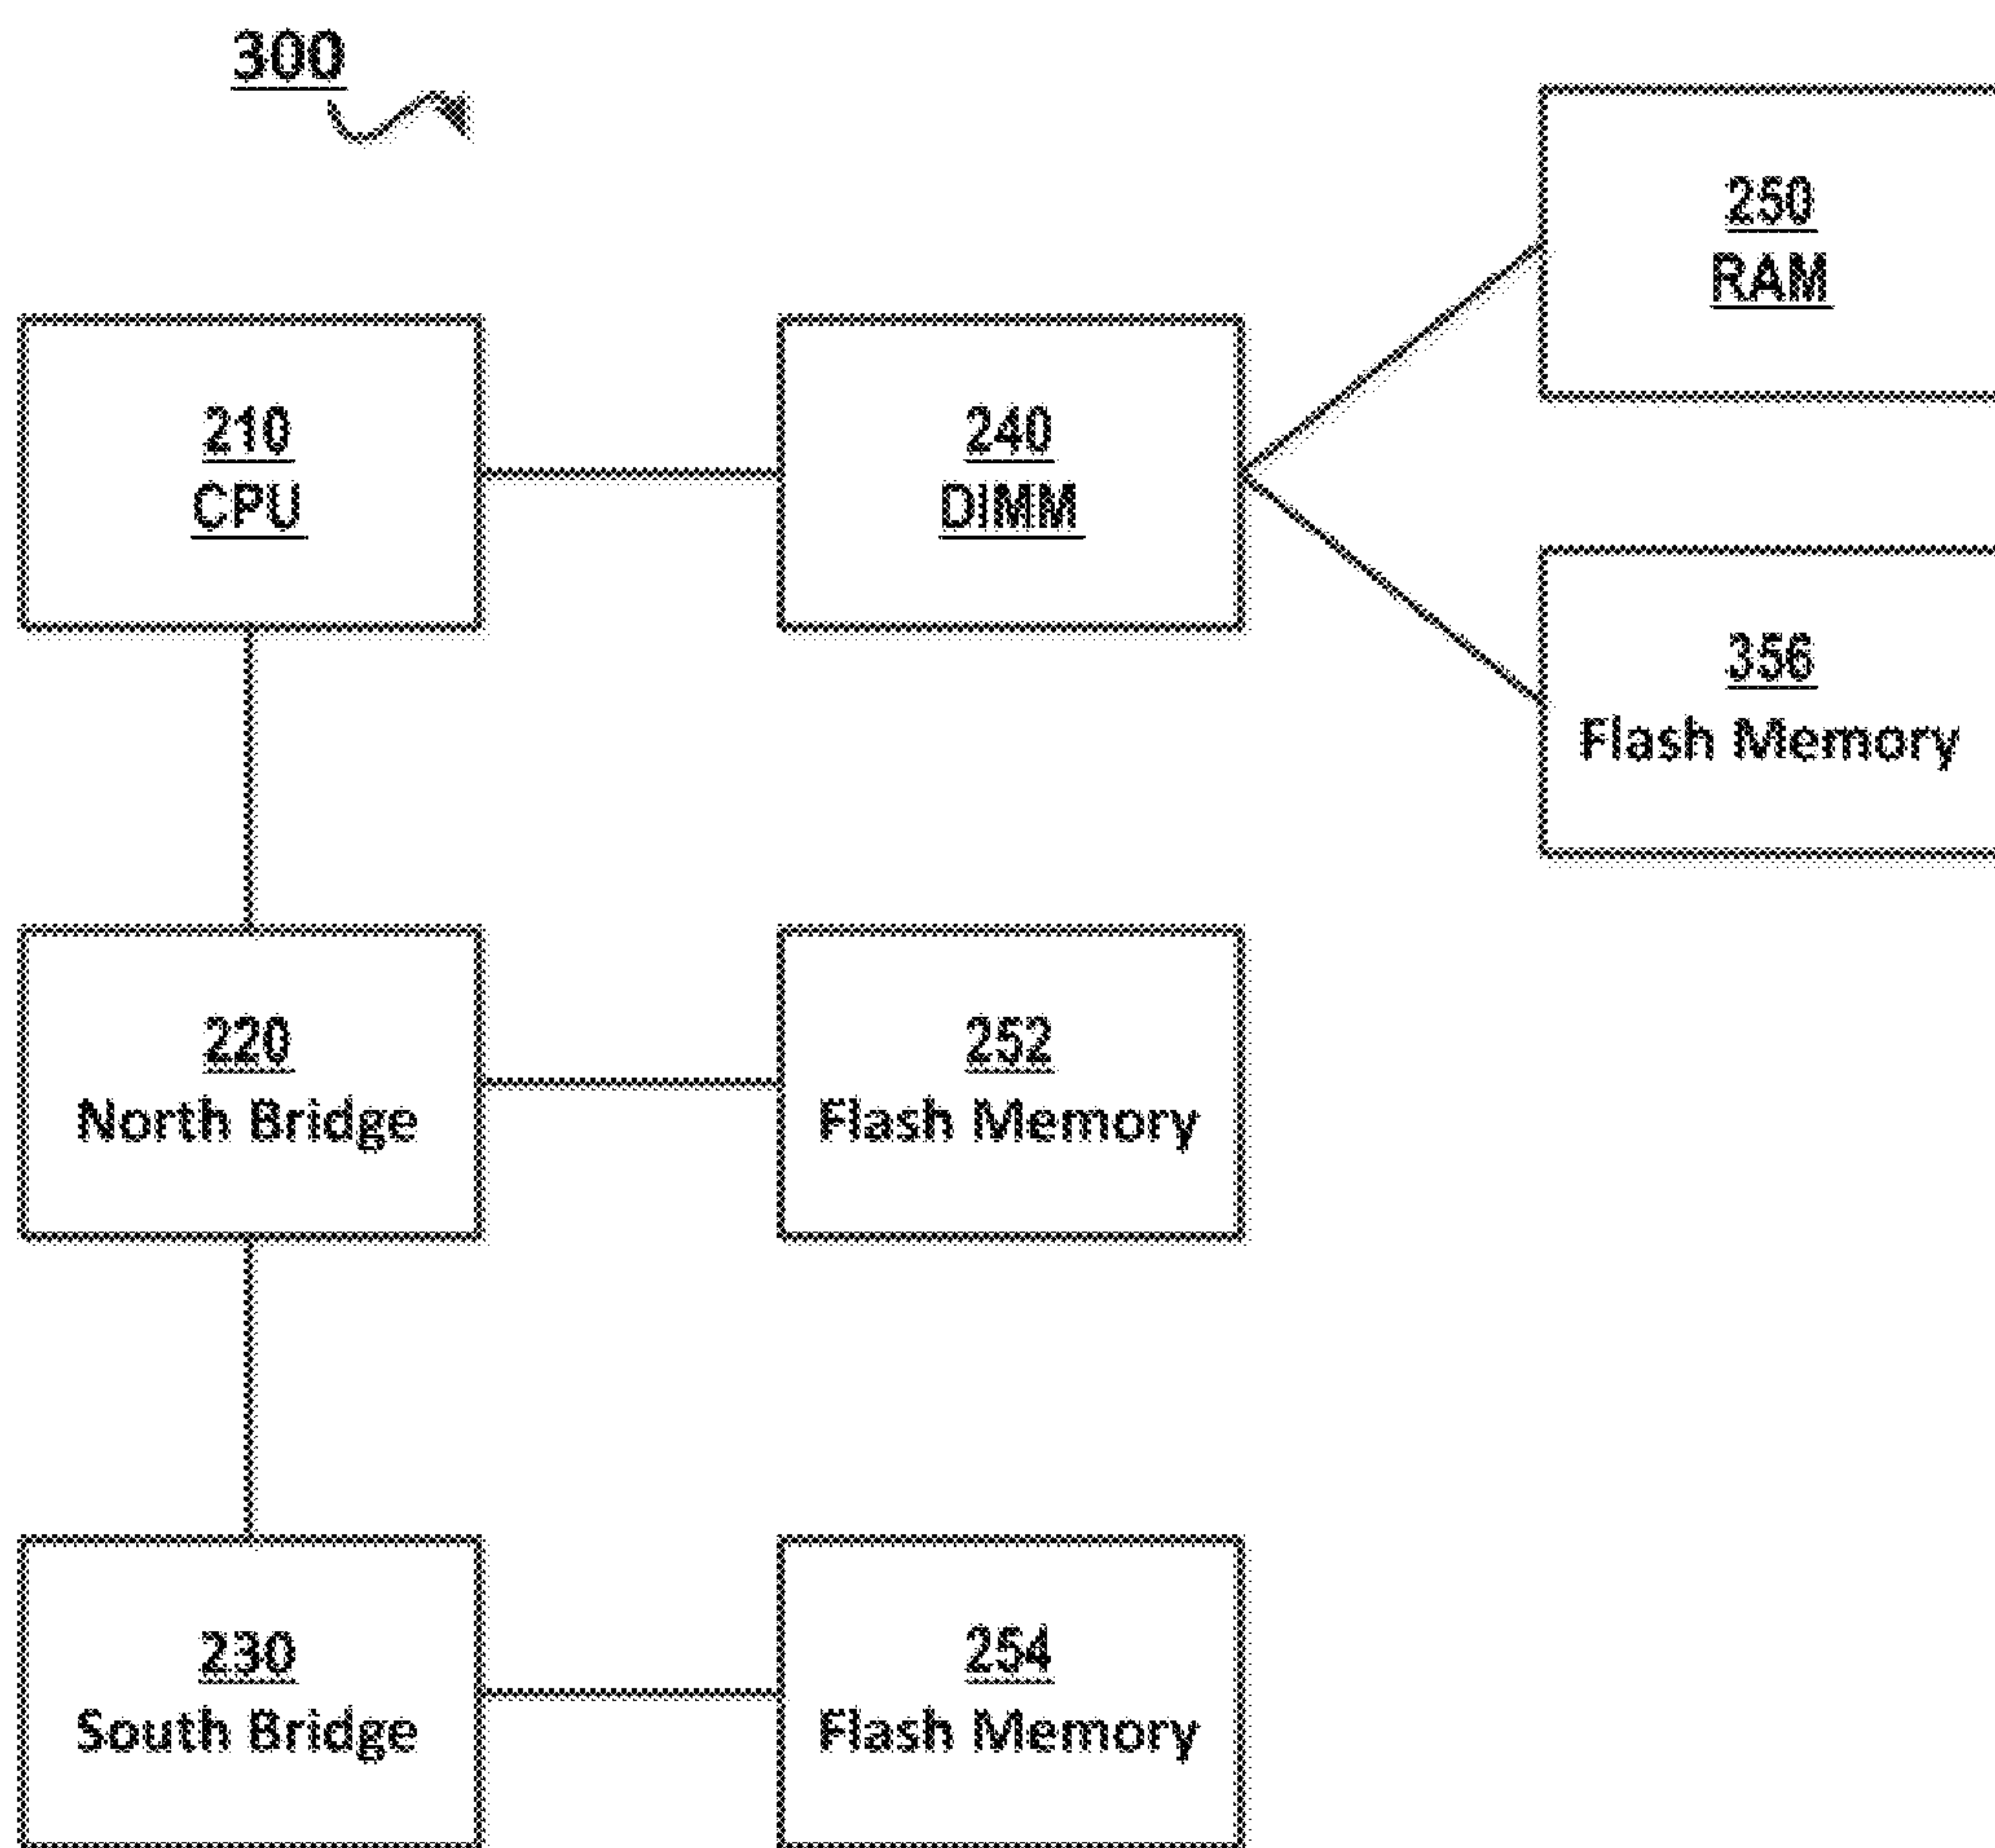 300
250
RAM
210
CPU
240
DIMM
356
Flash Memory
220
North Bridge
252
Flash Memory
230
South Bridge
254
Flash Memory